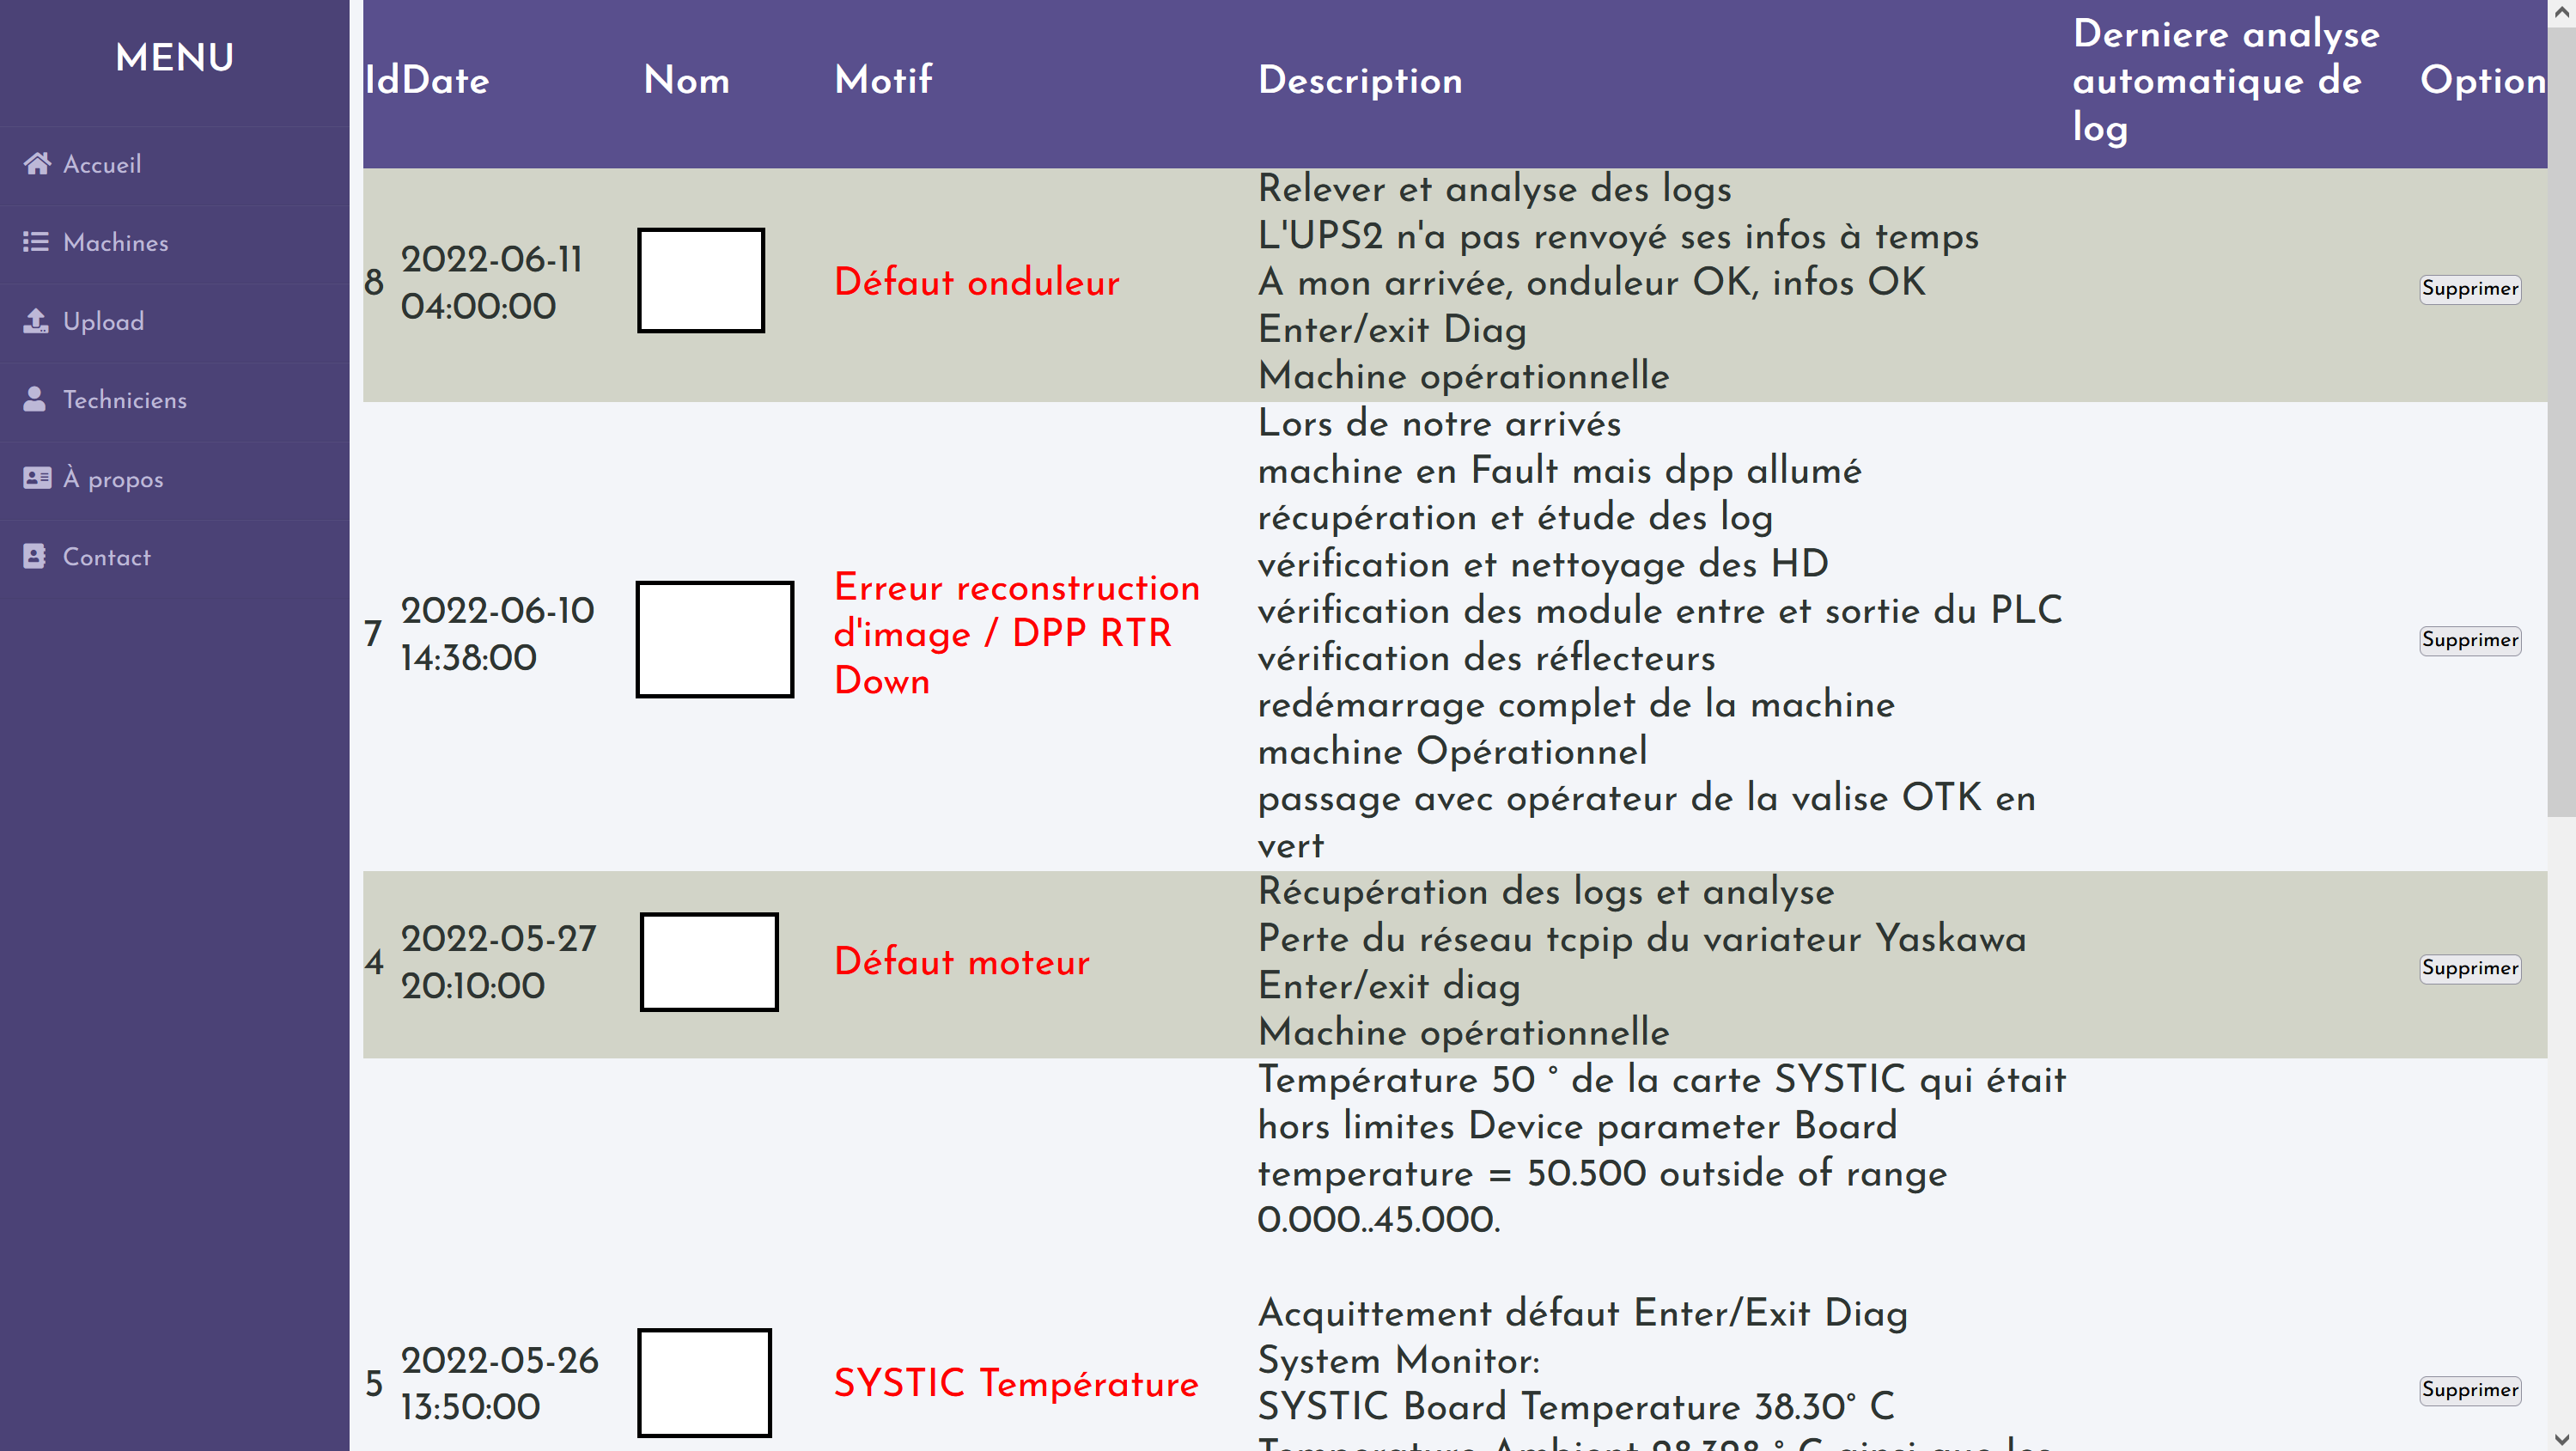 MENU
Accueil
Machines
Upload
Techniciens
À propos
Contact
Id Date Nom Motif Description Derniere analyse automatique de log Option
8
2022-06-11
04:00:00
Défaut onduleur
Relever et analyse des logs
L'UPS2 n'a pas renvoyé ses infos à temps
A mon arrivée, onduleur OK, infos OK
Enter/exit Diag
Machine opérationnelle
Supprimer
7
2022-06-10
14:38:00
Erreur reconstruction
d'image / DPP RTR
Down
Lors de notre arrivés
machine en Fault mais dpp allumé
récupération et étude des log
vérification et nettoyage des HD
vérification des module entre et sortie du PLC
vérification des réflecteurs
redémarrage complet de la machine
machine Opérationnel
passage avec opérateur de la valise OTK en
vert
Supprimer
4
2022-05-27
20:10:00
Défaut moteur
Récupération des logs et analyse
Perte du réseau tcpip du variateur Yaskawa
Enter/exit diag
Machine opérationnelle
Supprimer
5
2022-05-26
13:50:00
SYSTIC Température
Température 50 ° de la carte SYSTIC qui était
hors limites Device parameter Board
temperature = 50.500 outside of range
0.000..45.000.
Acquittement défaut Enter/Exit Diag
System Monitor:
SYSTIC Board Temperature 38.30° C
Temperature Ambient 28.328 ° C ainsi que les
Supprimer